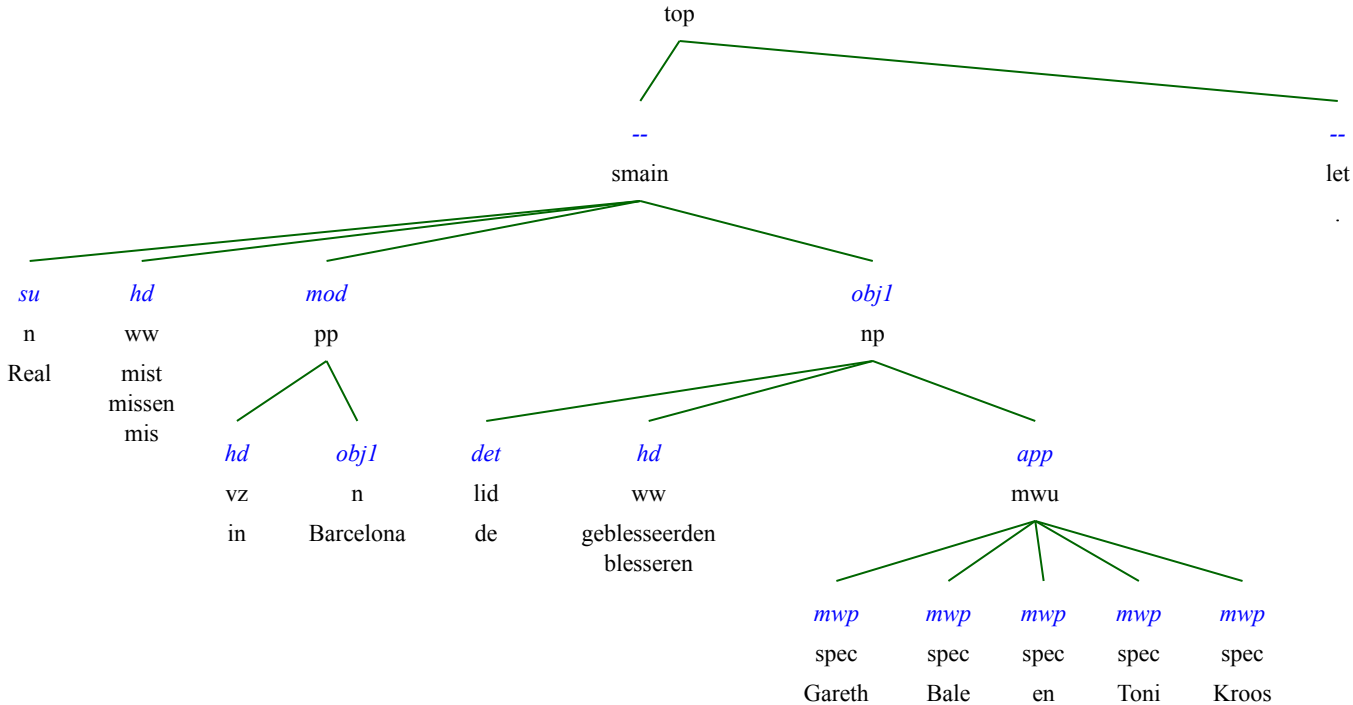 top
-- --
smain let
.
su hd mod obj1
n ww pp np
Real mist
missen
mis
hd obj1 det hd app
vz n lid ww mwu
in Barcelona de geblesseerden
blesseren
mwp mwp mwp mwp mwp
spec spec spec spec spec
Gareth Bale en Toni Kroos